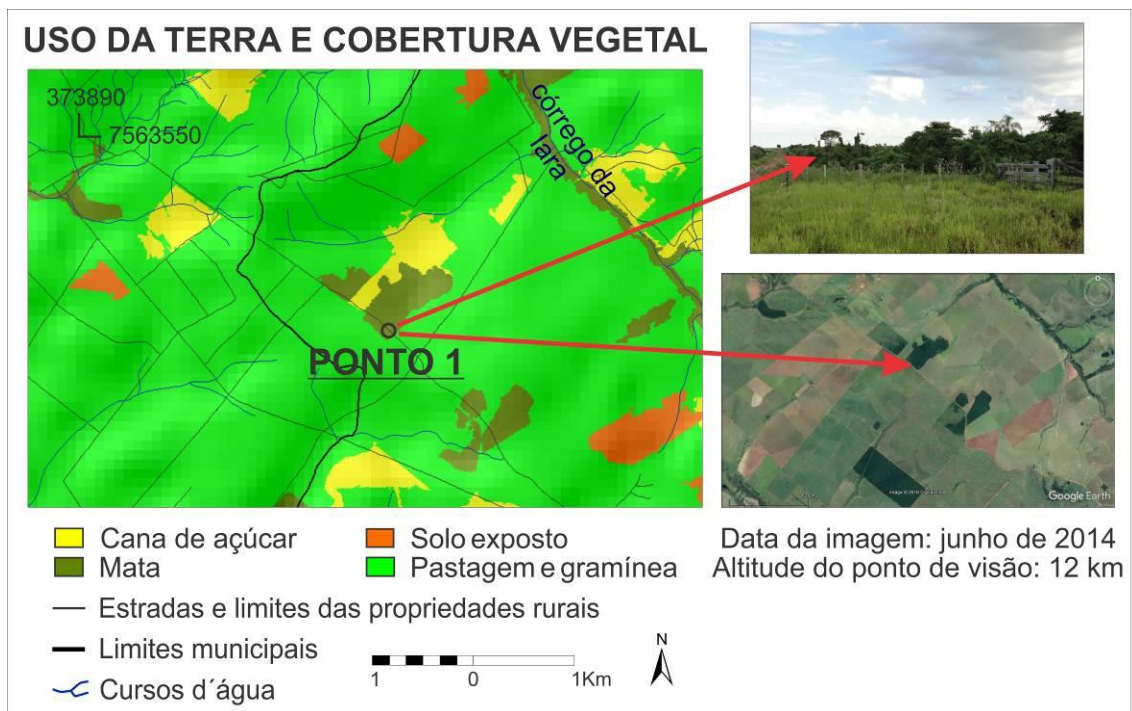 USO DA TERRA E COBERTURA VEGETAL
373890
7563550
córrego da
Iara
PONTO 1
Google Earth
Cana de açúcar
Solo exposto
Mata
Pastagem e gramínea
Estradas e limites das propriedades rurais
Limites municipais
Cursos d´água
1 0 1Km
N
Data da imagem: junho de 2014
Altitude do ponto de visão: 12 km